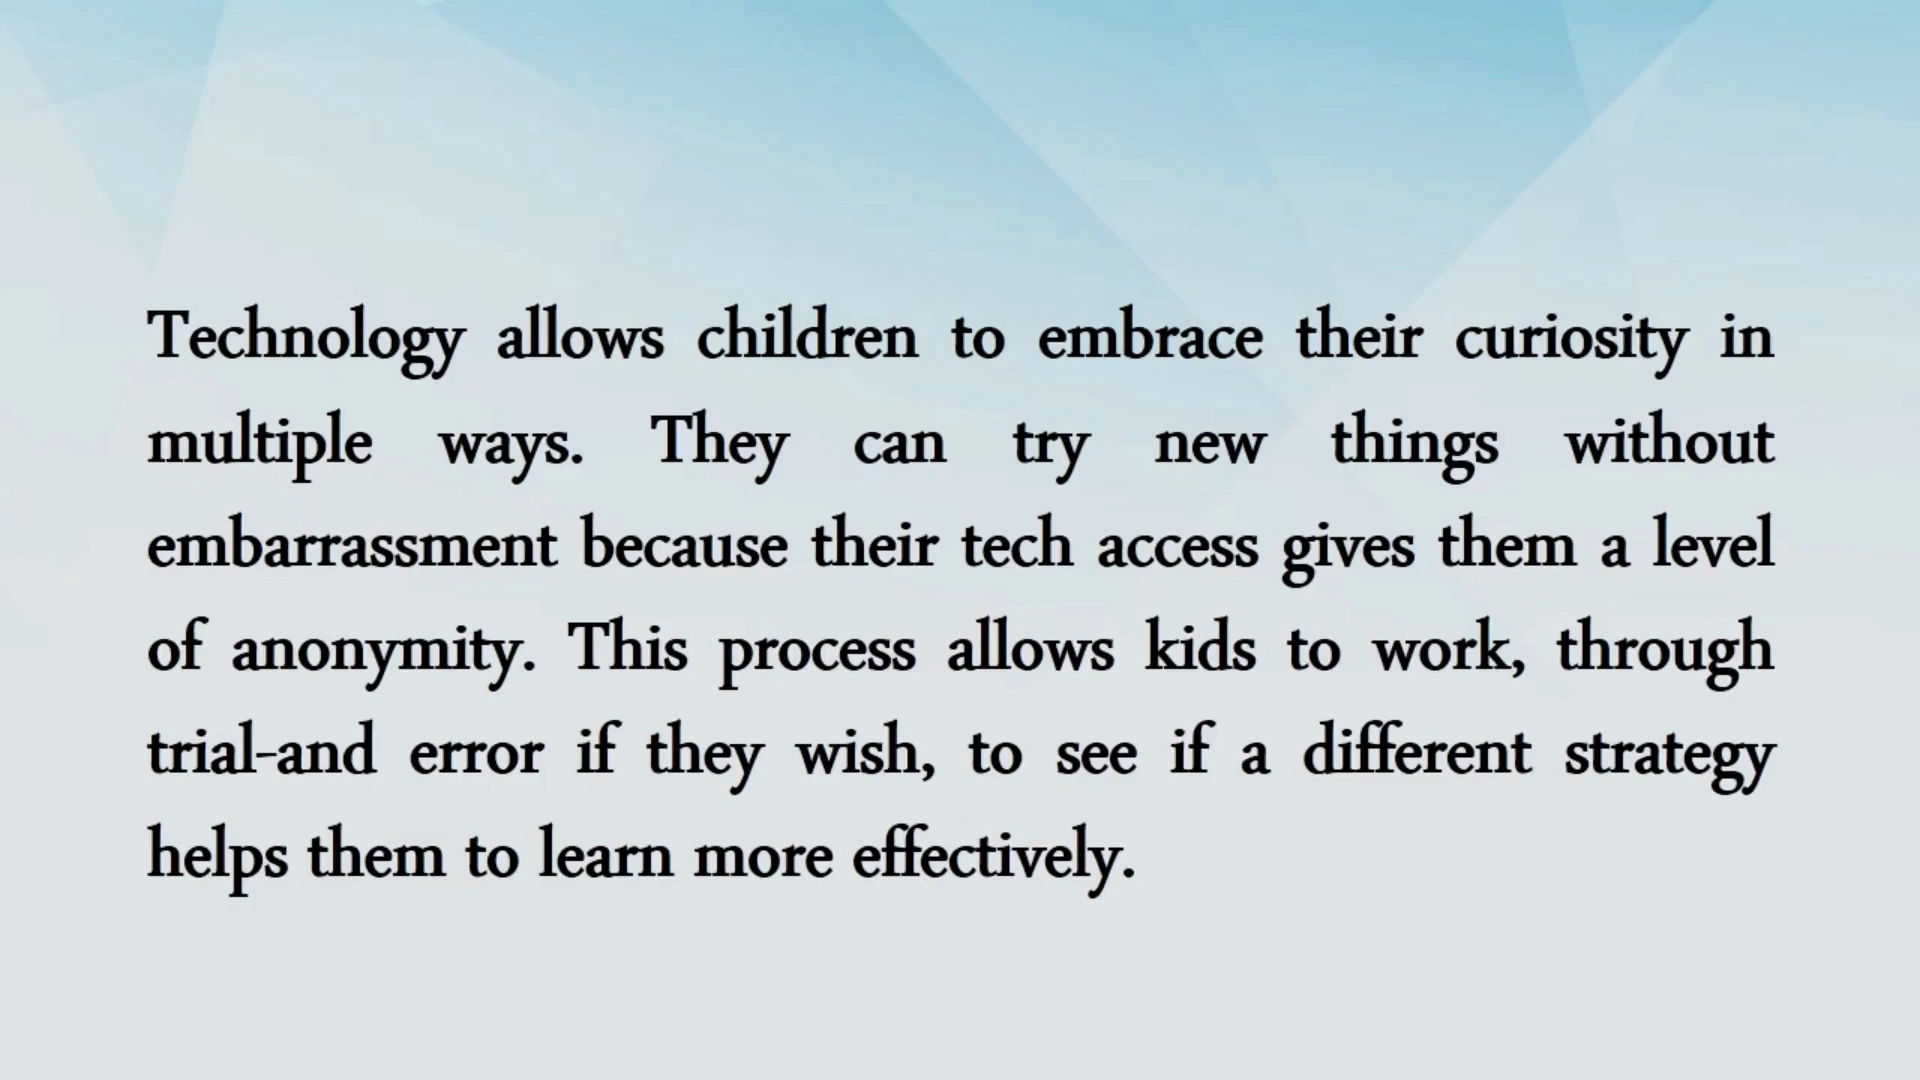 Technology allows children to embrace their curiosity in
multiple ways. They can try new things without
embarrassment because their tech access gives them a level
of anonymity. This process allows kids to work, through
trial-and error if they wish, to see if a different strategy
helps them to learn more effectively.